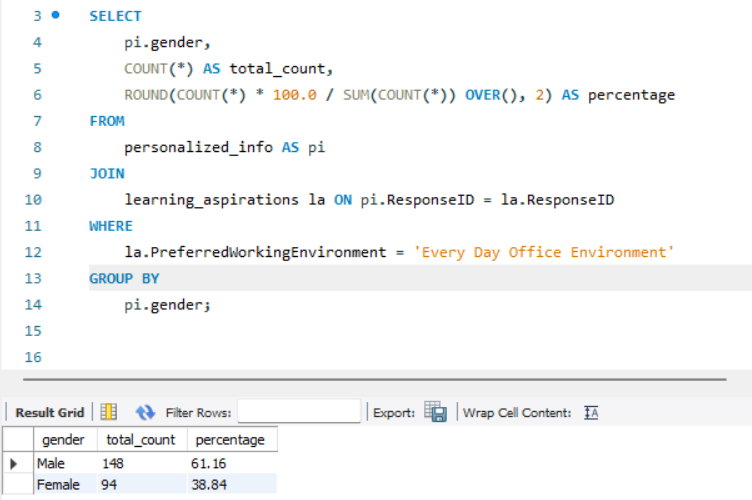 3 SELECT
4 pi.gender,
5 COUNT(*) AS total_count,
6 ROUND(COUNT(*) * 100.0 / SUM(COUNT(*)) OVER(), 2) AS percentage
7 FROM
8 personalized_info AS pi
9 JOIN
10 learning_aspirations la ON pi.ResponseID = la.ResponseID
11 WHERE
12 la.PreferredWorkingEnvironment = 'Every Day Office Environment'
13 GROUP BY
14 pi.gender;
15
16
Result Grid Filter Rows: Export: Wrap Cell Content: IA
gender total_count percentage
Male 148 61.16
Female 94 38.84